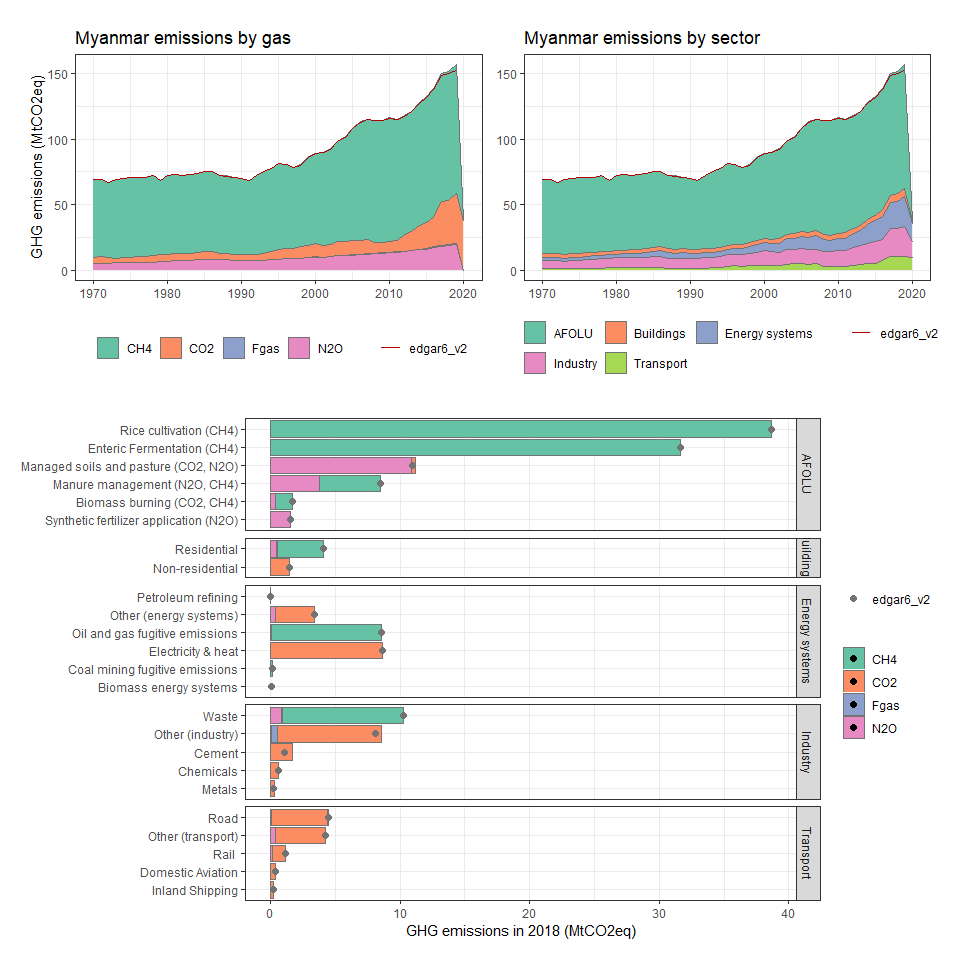 Myanmar emissions by gas
Myanmar emissions by sector
GHG emissions (MtCO2eq)
150
100
50
0
1970
1980
1990
2000
2010
2020
150
100
50
0
1970
1980
1990
2000
2010
2020
CH4
CO2
Fgas
N2O
edgar6_v2
AFOLU
Buildings
Energy systems
edgar6_v2
Industry
Transport
Rice cultivation (CH4)
Enteric Fermentation (CH4)
Managed soils and pasture (CO2, N2O)
Manure management (N2O, CH4)
Biomass burning (CO2, CH4)
Synthetic fertilizer application (N2O)
AFOLU
Residential
Non-residential
uilding
Petroleum refining
Other (energy systems)
Oil and gas fugitive emissions
Electricity & heat
Coal mining fugitive emissions
Biomass energy systems
Energy systems
Waste
Other (industry)
Cement
Chemicals
Metals
Industry
Road
Other (transport)
Rail
Domestic Aviation
Inland Shipping
Transport
0
10
20
30
40
GHG emissions in 2018 (MtCO2eq)
edgar6_v2
CH4
CO2
Fgas
N2O